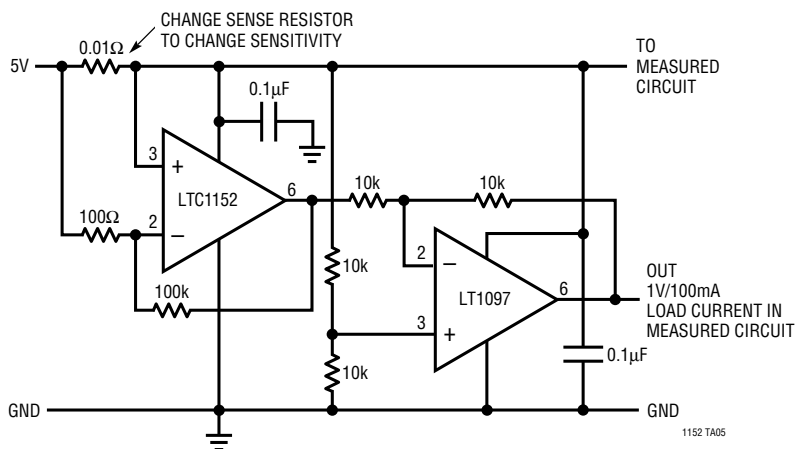 CHANGE SENSE RESISTOR
TO CHANGE SENSITIVITY
0.01Ω
5V
TO
MEASURED
CIRCUIT
0.1µF
3
+
LTC1152
6
10k
10k
100Ω
2
–
2
–
10k
100k
LT1097
6
OUT
1V/100mA
LOAD CURRENT IN
MEASURED CIRCUIT
3
+
10k
0.1µF
GND
GND
1152 TA05